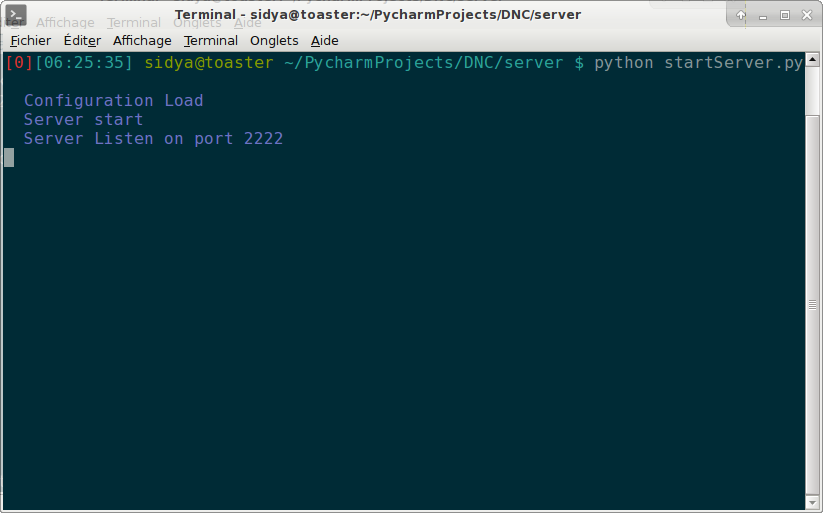 Terminal - sidya@toaster:~/PycharmProjects/DNC/server
Fichier Éditer Affichage Terminal Onglets Aide
[0][06:25:35] sidya@toaster ~/PycharmProjects/DNC/server $ python startServer.py
Configuration Load
Server start
Server Listen on port 2222